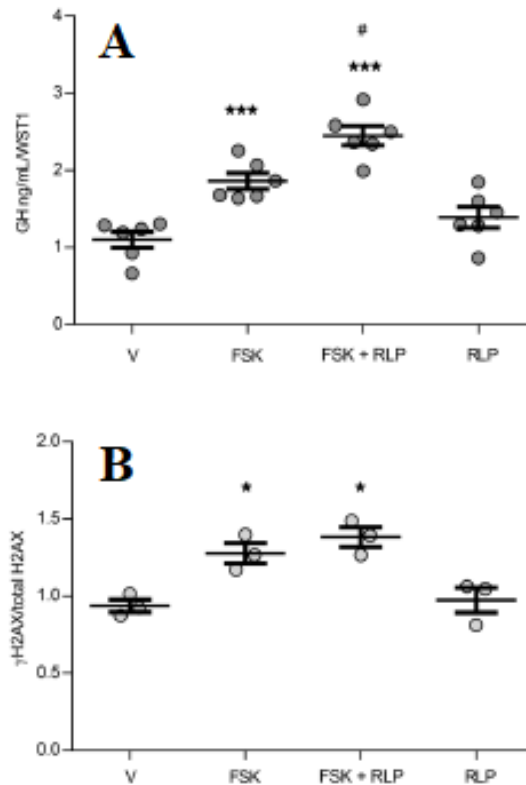 A
4
3
2
1
0
GH ng/mL/WST1
#
★★★
★★★
V
FSK
FSK + RLP
RLP
B
2.0
1.5
1.0
0.5
0.0
γH2AX/total H2AX
★
★
V
FSK
FSK + RLP
RLP